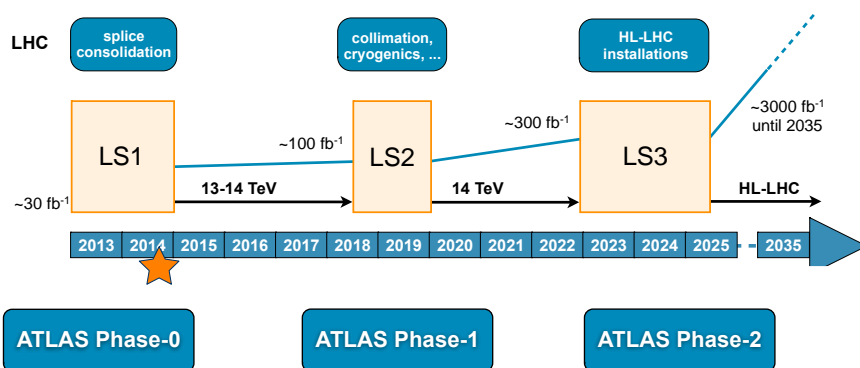 LHC
splice
consolidation
collimation,
cryogenics, ...
HL-LHC
installations
LS1
LS2
LS3
~30 fb-1
~100 fb-1
~300 fb-1
~3000 fb-1
until 2035
13-14 TeV
14 TeV
HL-LHC
2013 2014 2015 2016 2017 2018 2019 2020 2021 2022 2023 2024 2025 2035
ATLAS Phase-0
ATLAS Phase-1
ATLAS Phase-2